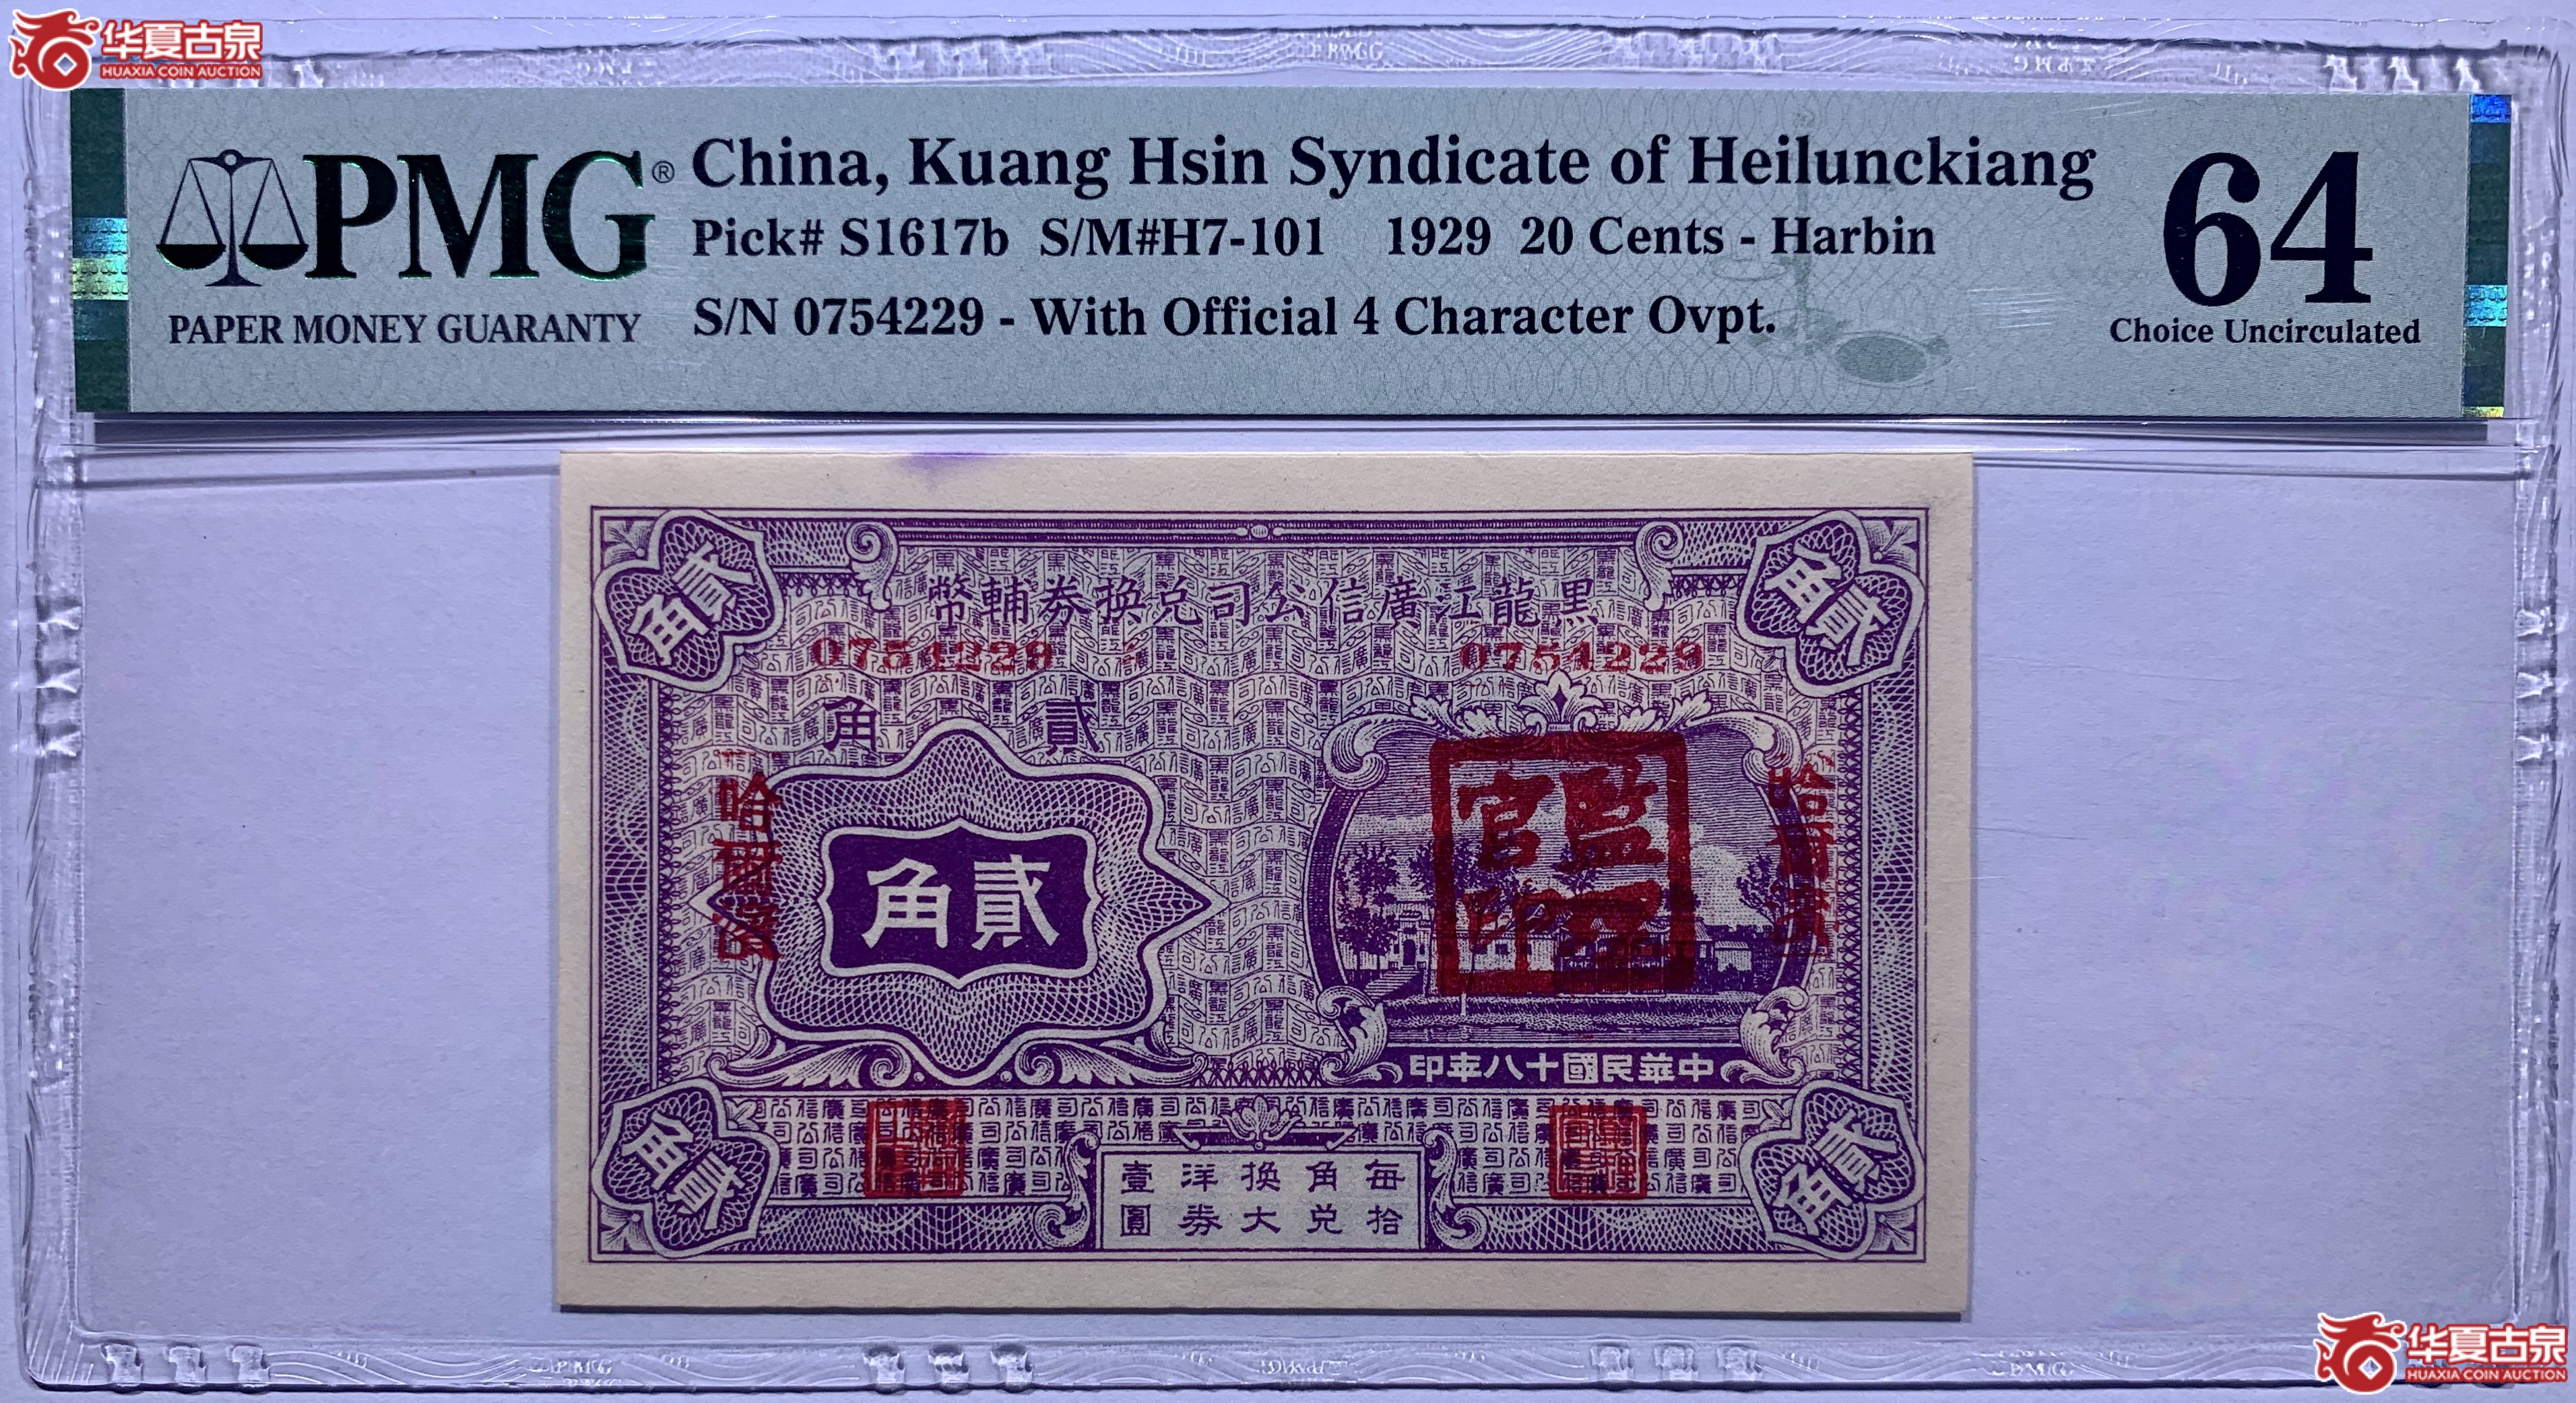 华夏古泉
HUAXIA COIN AUCTION
PMG®
PAPER MONEY GUARANTY
China, Kuang Hsin Syndicate of Heilunckiang
Pick# S1617b S/M#H7-101 1929 20 Cents - Harbin
S/N 0754229 - With Official 4 Character Ovpt.
64
Choice Uncirculated
黑龍江廣信公司兌換券輔幣
0754229
0754229
貳角
貳角
貳角
貳角
貳角
貳角
哈爾濱
哈爾濱
監理官印
中華民國十八年印
每拾角兌換大洋券壹圓
华夏古泉
HUAXIA COIN AUCTION